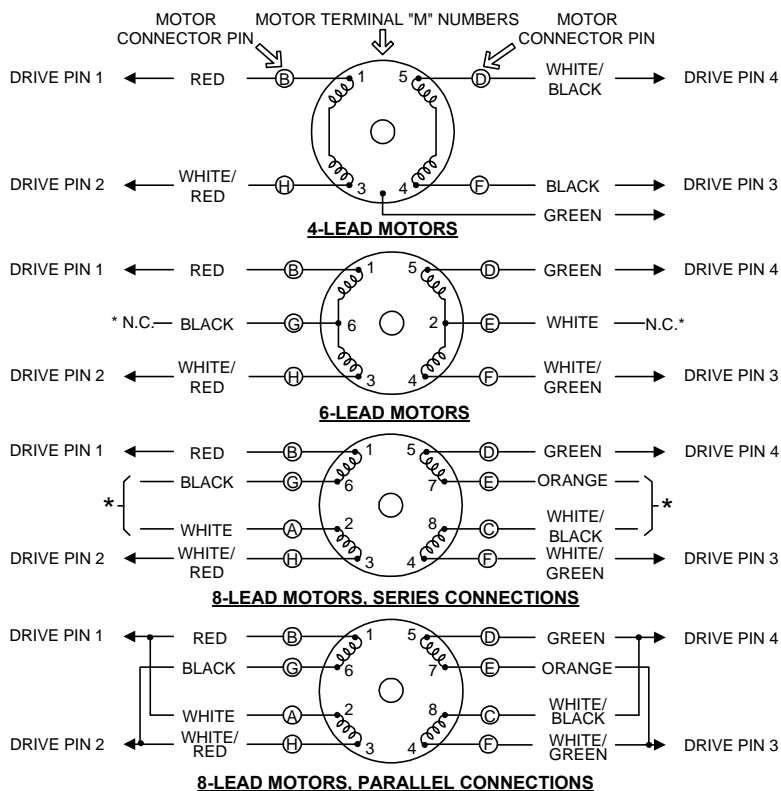 MOTOR CONNECTOR PIN
MOTOR TERMINAL "M" NUMBERS
MOTOR CONNECTOR PIN
DRIVE PIN 1 RED B 1 5 D WHITE/ BLACK DRIVE PIN 4
DRIVE PIN 2 WHITE/ RED H 3 4 F BLACK DRIVE PIN 3
GREEN
4-LEAD MOTORS
DRIVE PIN 1 RED B 1 5 D GREEN DRIVE PIN 4
* N.C. BLACK G 6 2 E WHITE N.C.*
DRIVE PIN 2 WHITE/ RED H 3 4 F WHITE/ GREEN DRIVE PIN 3
6-LEAD MOTORS
DRIVE PIN 1 RED B 1 5 D GREEN DRIVE PIN 4
* BLACK G 6 7 E ORANGE *
WHITE A 2 8 C WHITE/ BLACK
DRIVE PIN 2 WHITE/ RED H 3 4 F WHITE/ GREEN DRIVE PIN 3
8-LEAD MOTORS, SERIES CONNECTIONS
DRIVE PIN 1 RED B 1 5 D GREEN DRIVE PIN 4
BLACK G 6 7 E ORANGE
WHITE A 2 8 C WHITE/ BLACK
DRIVE PIN 2 WHITE/ RED H 3 4 F WHITE/ GREEN DRIVE PIN 3
8-LEAD MOTORS, PARALLEL CONNECTIONS